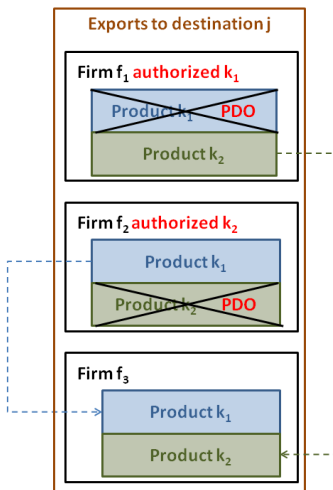 Exports to destination j
Firm f₁ authorized k₁
Product k₁ PDO
Product k₂
Firm f₂ authorized k₂
Product k₁
Product k₂ PDO
Firm f₃
Product k₁
Product k₂